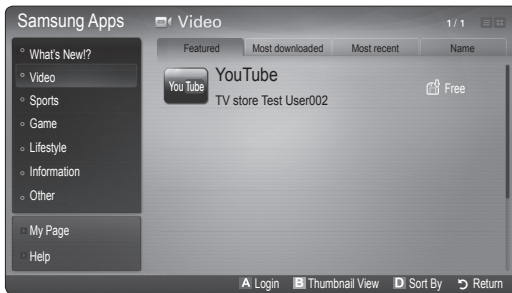 Samsung Apps
Video
1/1
What's New!?
Video
Sports
Game
Lifestyle
Information
Other
My Page
Help
Featured
Most downloaded
Most recent
Name
You Tube
YouTube
TV store Test User002
Free
A Login B Thumbnail View D Sort By Return